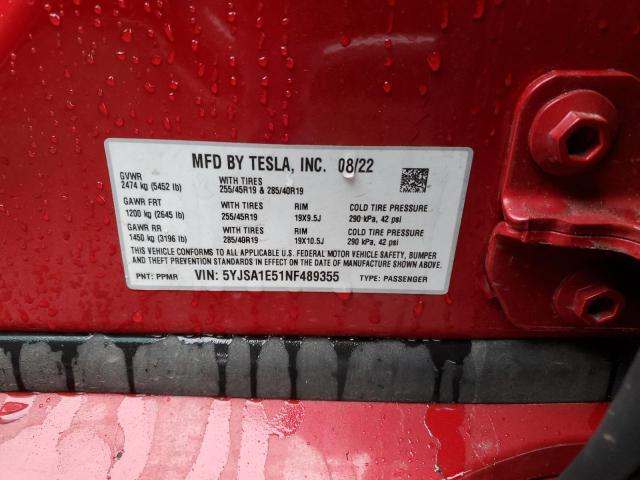 MFD BY TESLA, INC. 08/22
GVWR
2474 kg (5452 lb)
WITH TIRES
255/45R19 & 285/40R19
GAWR FRT
1200 kg (2645 lb)
WITH TIRES
255/45R19
RIM
19X9.5J
COLD TIRE PRESSURE
290 kPa, 42 psi
GAWR RR
1450 kg (3196 lb)
WITH TIRES
285/40R19
RIM
19X10.5J
COLD TIRE PRESSURE
290 kPa, 42 psi
THIS VEHICLE CONFORMS TO ALL APPLICABLE U.S. FEDERAL MOTOR VEHICLE SAFETY, BUMPER
AND THEFT PREVENTION STANDARDS IN EFFECT ON THE DATE OF MANUFACTURE SHOWN ABOVE.
PNT: PPMR VIN: 5YJSA1E51NF489355 TYPE: PASSENGER